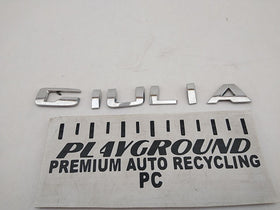 GIULIA
PLAYGROUND
PREMIUM AUTO RECYCLING
PC